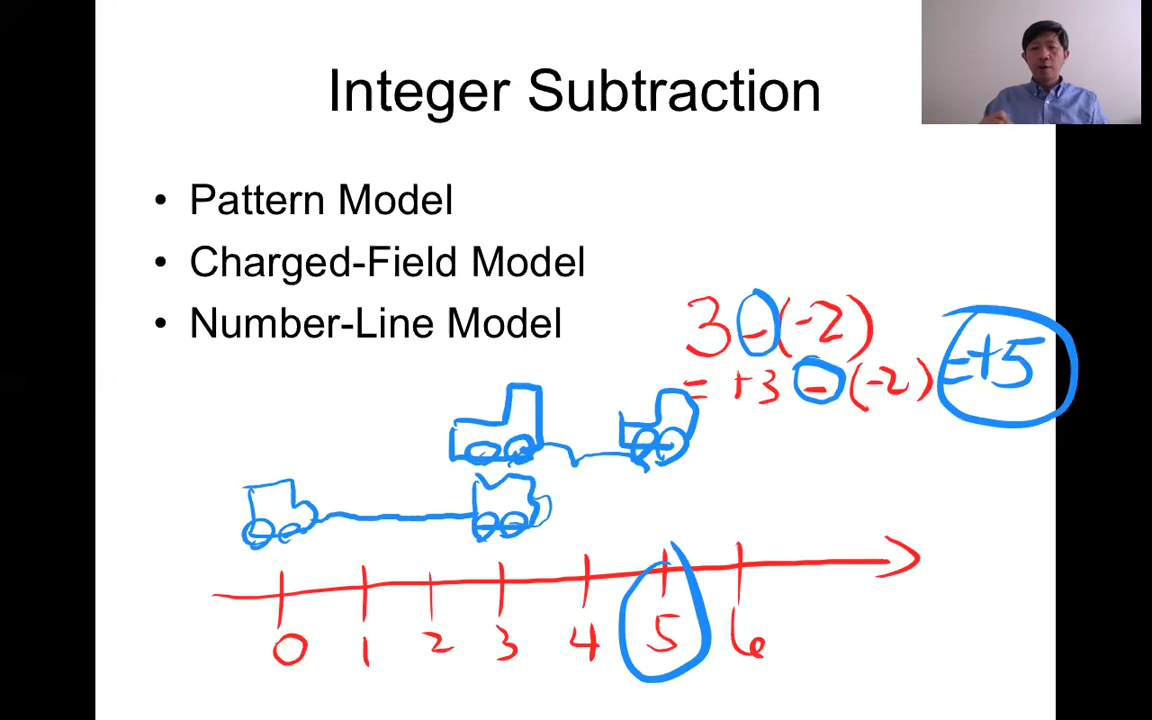 Integer Subtraction
• Pattern Model
• Charged-Field Model
• Number-Line Model
3 - (-2)
= +3 - (-2) = +5
0 1 2 3 4 5 6